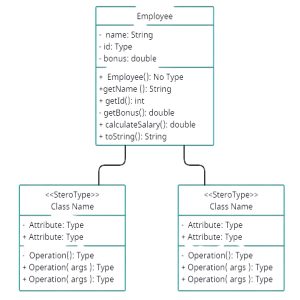 Employee
- name: String
- id: Type
- bonus: double
+ Employee(): No Type
+getName (): String
+ getId(): int
- getBonus(): double
+ calculateSalary(): double
+ toString(): String
<<SteroType>>
Class Name
- Attribute: Type
+ Attribute: Type
- Operation(): Type
+ Operation( args ): Type
+ Operation( args ): Type
<<SteroType>>
Class Name
- Attribute: Type
+ Attribute: Type
- Operation(): Type
+ Operation( args ): Type
+ Operation( args ): Type